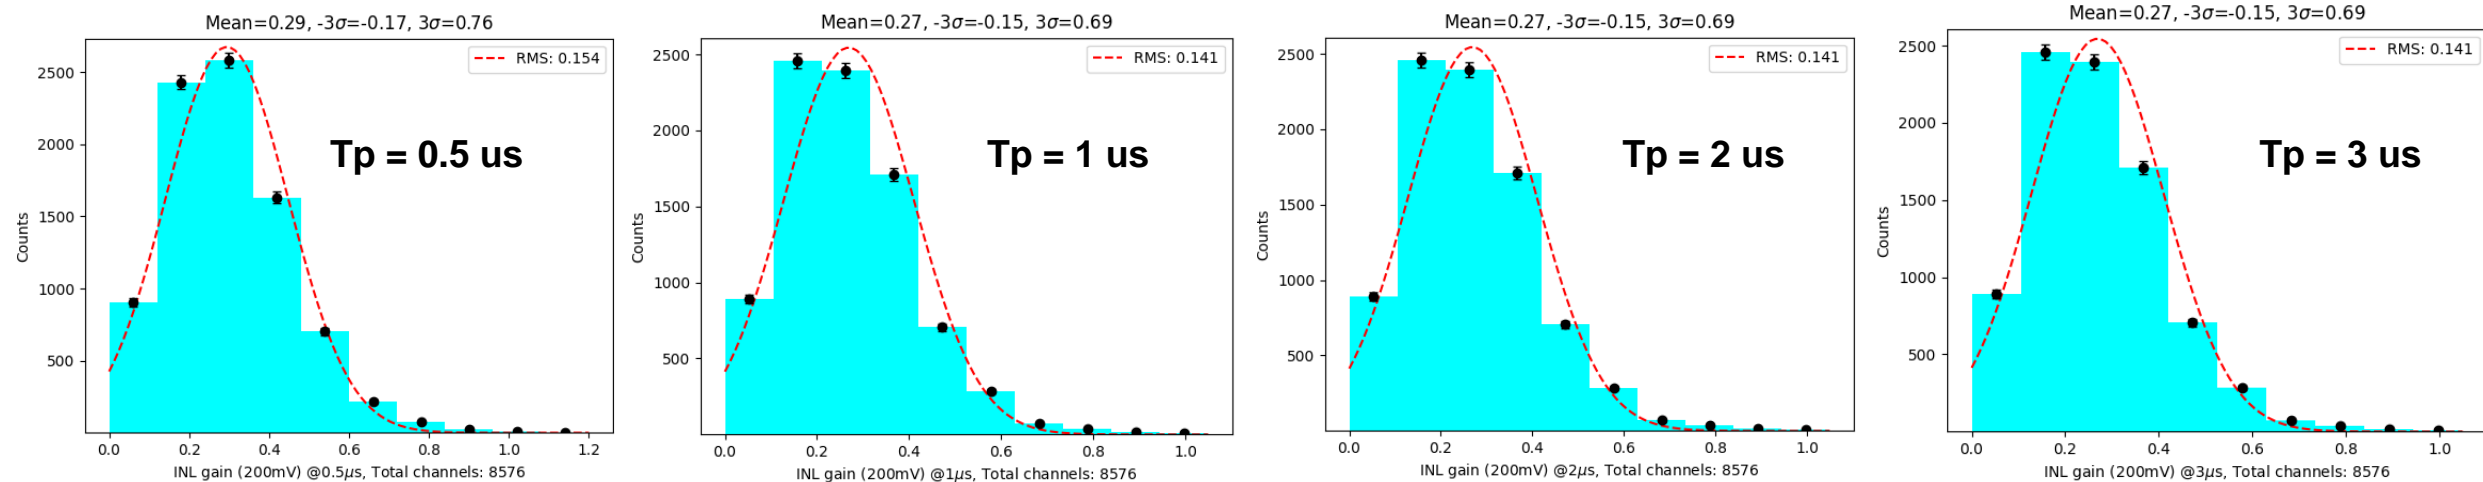 Mean=0.29, -3σ=-0.17, 3σ=0.76
RMS: 0.154
Tp = 0.5 us
Counts
2500
2000
1500
1000
500
0.0 0.2 0.4 0.6 0.8 1.0 1.2
INL gain (200mV) @0.5μs, Total channels: 8576
Mean=0.27, -3σ=-0.15, 3σ=0.69
RMS: 0.141
Tp = 1 us
Counts
2500
2000
1500
1000
500
0.0 0.2 0.4 0.6 0.8 1.0
INL gain (200mV) @1μs, Total channels: 8576
Mean=0.27, -3σ=-0.15, 3σ=0.69
RMS: 0.141
Tp = 2 us
Counts
2500
2000
1500
1000
500
0.0 0.2 0.4 0.6 0.8 1.0
INL gain (200mV) @2μs, Total channels: 8576
Mean=0.27, -3σ=-0.15, 3σ=0.69
RMS: 0.141
Tp = 3 us
Counts
2500
2000
1500
1000
500
0.0 0.2 0.4 0.6 0.8 1.0
INL gain (200mV) @3μs, Total channels: 8576